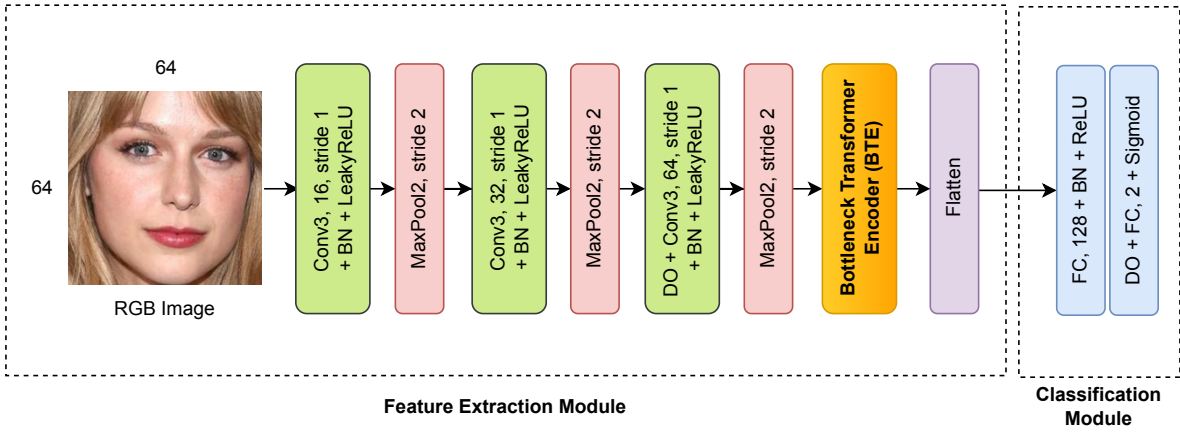 64
64
RGB Image
Conv3, 16, stride 1
+ BN + LeakyReLU
MaxPool2, stride 2
Conv3, 32, stride 1
+ BN + LeakyReLU
MaxPool2, stride 2
DO + Conv3, 64, stride 1
+ BN + LeakyReLU
MaxPool2, stride 2
Bottleneck Transformer
Encoder (BTE)
Flatten
FC, 128 + BN + ReLU
DO + FC, 2 + Sigmoid
Feature Extraction Module
Classification
Module